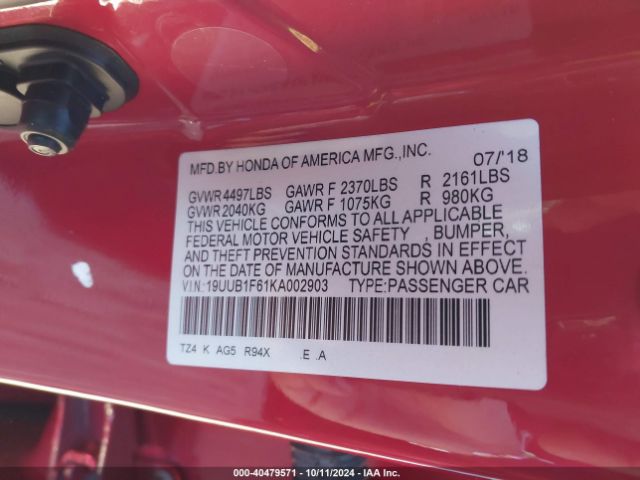 MFD.BY HONDA OF AMERICA MFG.,INC. 07/'18
GVWR 4497LBS GAWR F 2370LBS R 2161LBS
GVWR 2040KG GAWR F 1075KG R 980KG
THIS VEHICLE CONFORMS TO ALL APPLICABLE
FEDERAL MOTOR VEHICLE SAFETY , BUMPER,
AND THEFT PREVENTION STANDARDS IN EFFECT
ON THE DATE OF MANUFACTURE SHOWN ABOVE.
VIN:19UUB1F61KA002903 TYPE:PASSENGER CAR
TZ4 K AG5 R94X .E .A
000-40479571 - 10/11/2024 - IAA Inc.